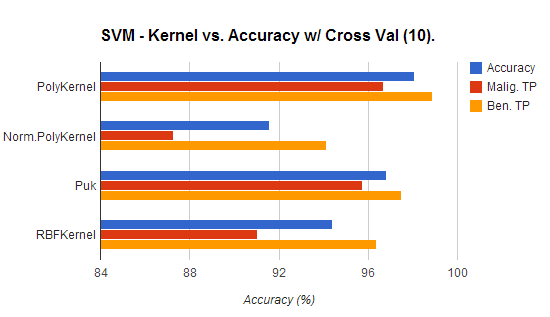 SVM - Kernel vs. Accuracy w/ Cross Val (10).
Accuracy
Malig. TP
Ben. TP
PolyKernel
Norm.PolyKernel
Puk
RBFKernel
84 88 92 96 100
Accuracy (%)